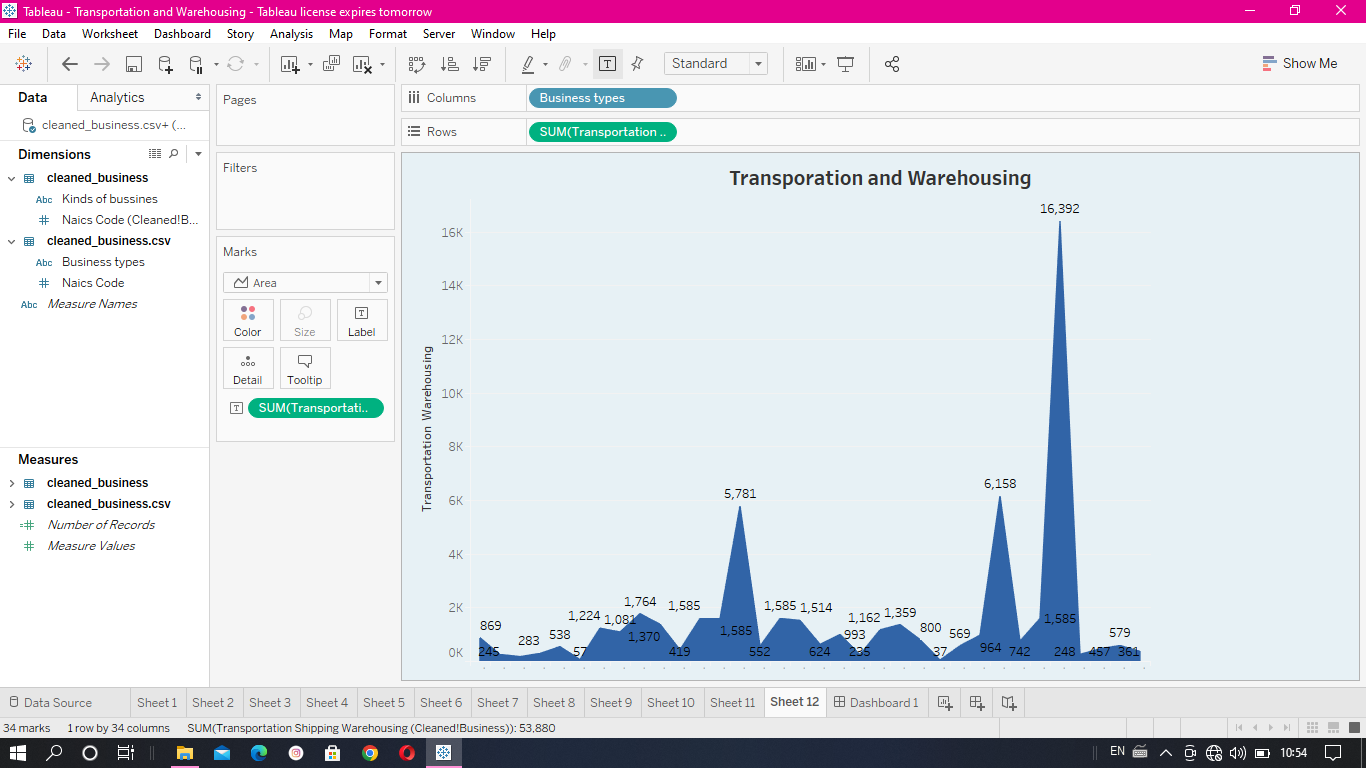 Tableau - Transportation and Warehousing - Tableau license expires tomorrow
File Data Worksheet Dashboard Story Analysis Map Format Server Window Help
Standard
Show Me
Data Analytics
cleaned_business.csv+ (...
Dimensions
cleaned_business
Abc Kinds of bussines
Naics Code (Cleaned!B...
cleaned_business.csv
Abc Business types
Naics Code
Abc Measure Names
Measures
cleaned_business
cleaned_business.csv
Number of Records
Measure Values
Pages
Filters
Marks
Area
Color Size Label
Detail Tooltip
SUM(Transportati..
Columns Business types
Rows SUM(Transportation ..
Transporation and Warehousing
Transportation Warehousing
16K
14K
12K
10K
8K
6K
4K
2K
0K
869
245
283
538
57
1,224
1,081
1,764
1,370
419
1,585
1,585
5,781
552
1,585
1,514
624
993
235
1,162
1,359
800
37
569
964
6,158
742
1,585
16,392
248
457
579
361
Data Source Sheet 1 Sheet 2 Sheet 3 Sheet 4 Sheet 5 Sheet 6 Sheet 7 Sheet 8 Sheet 9 Sheet 10 Sheet 11 Sheet 12 Dashboard 1
34 marks 1 row by 34 columns SUM(Transportation Shipping Warehousing (Cleaned!Business)): 53,880
EN 10:54